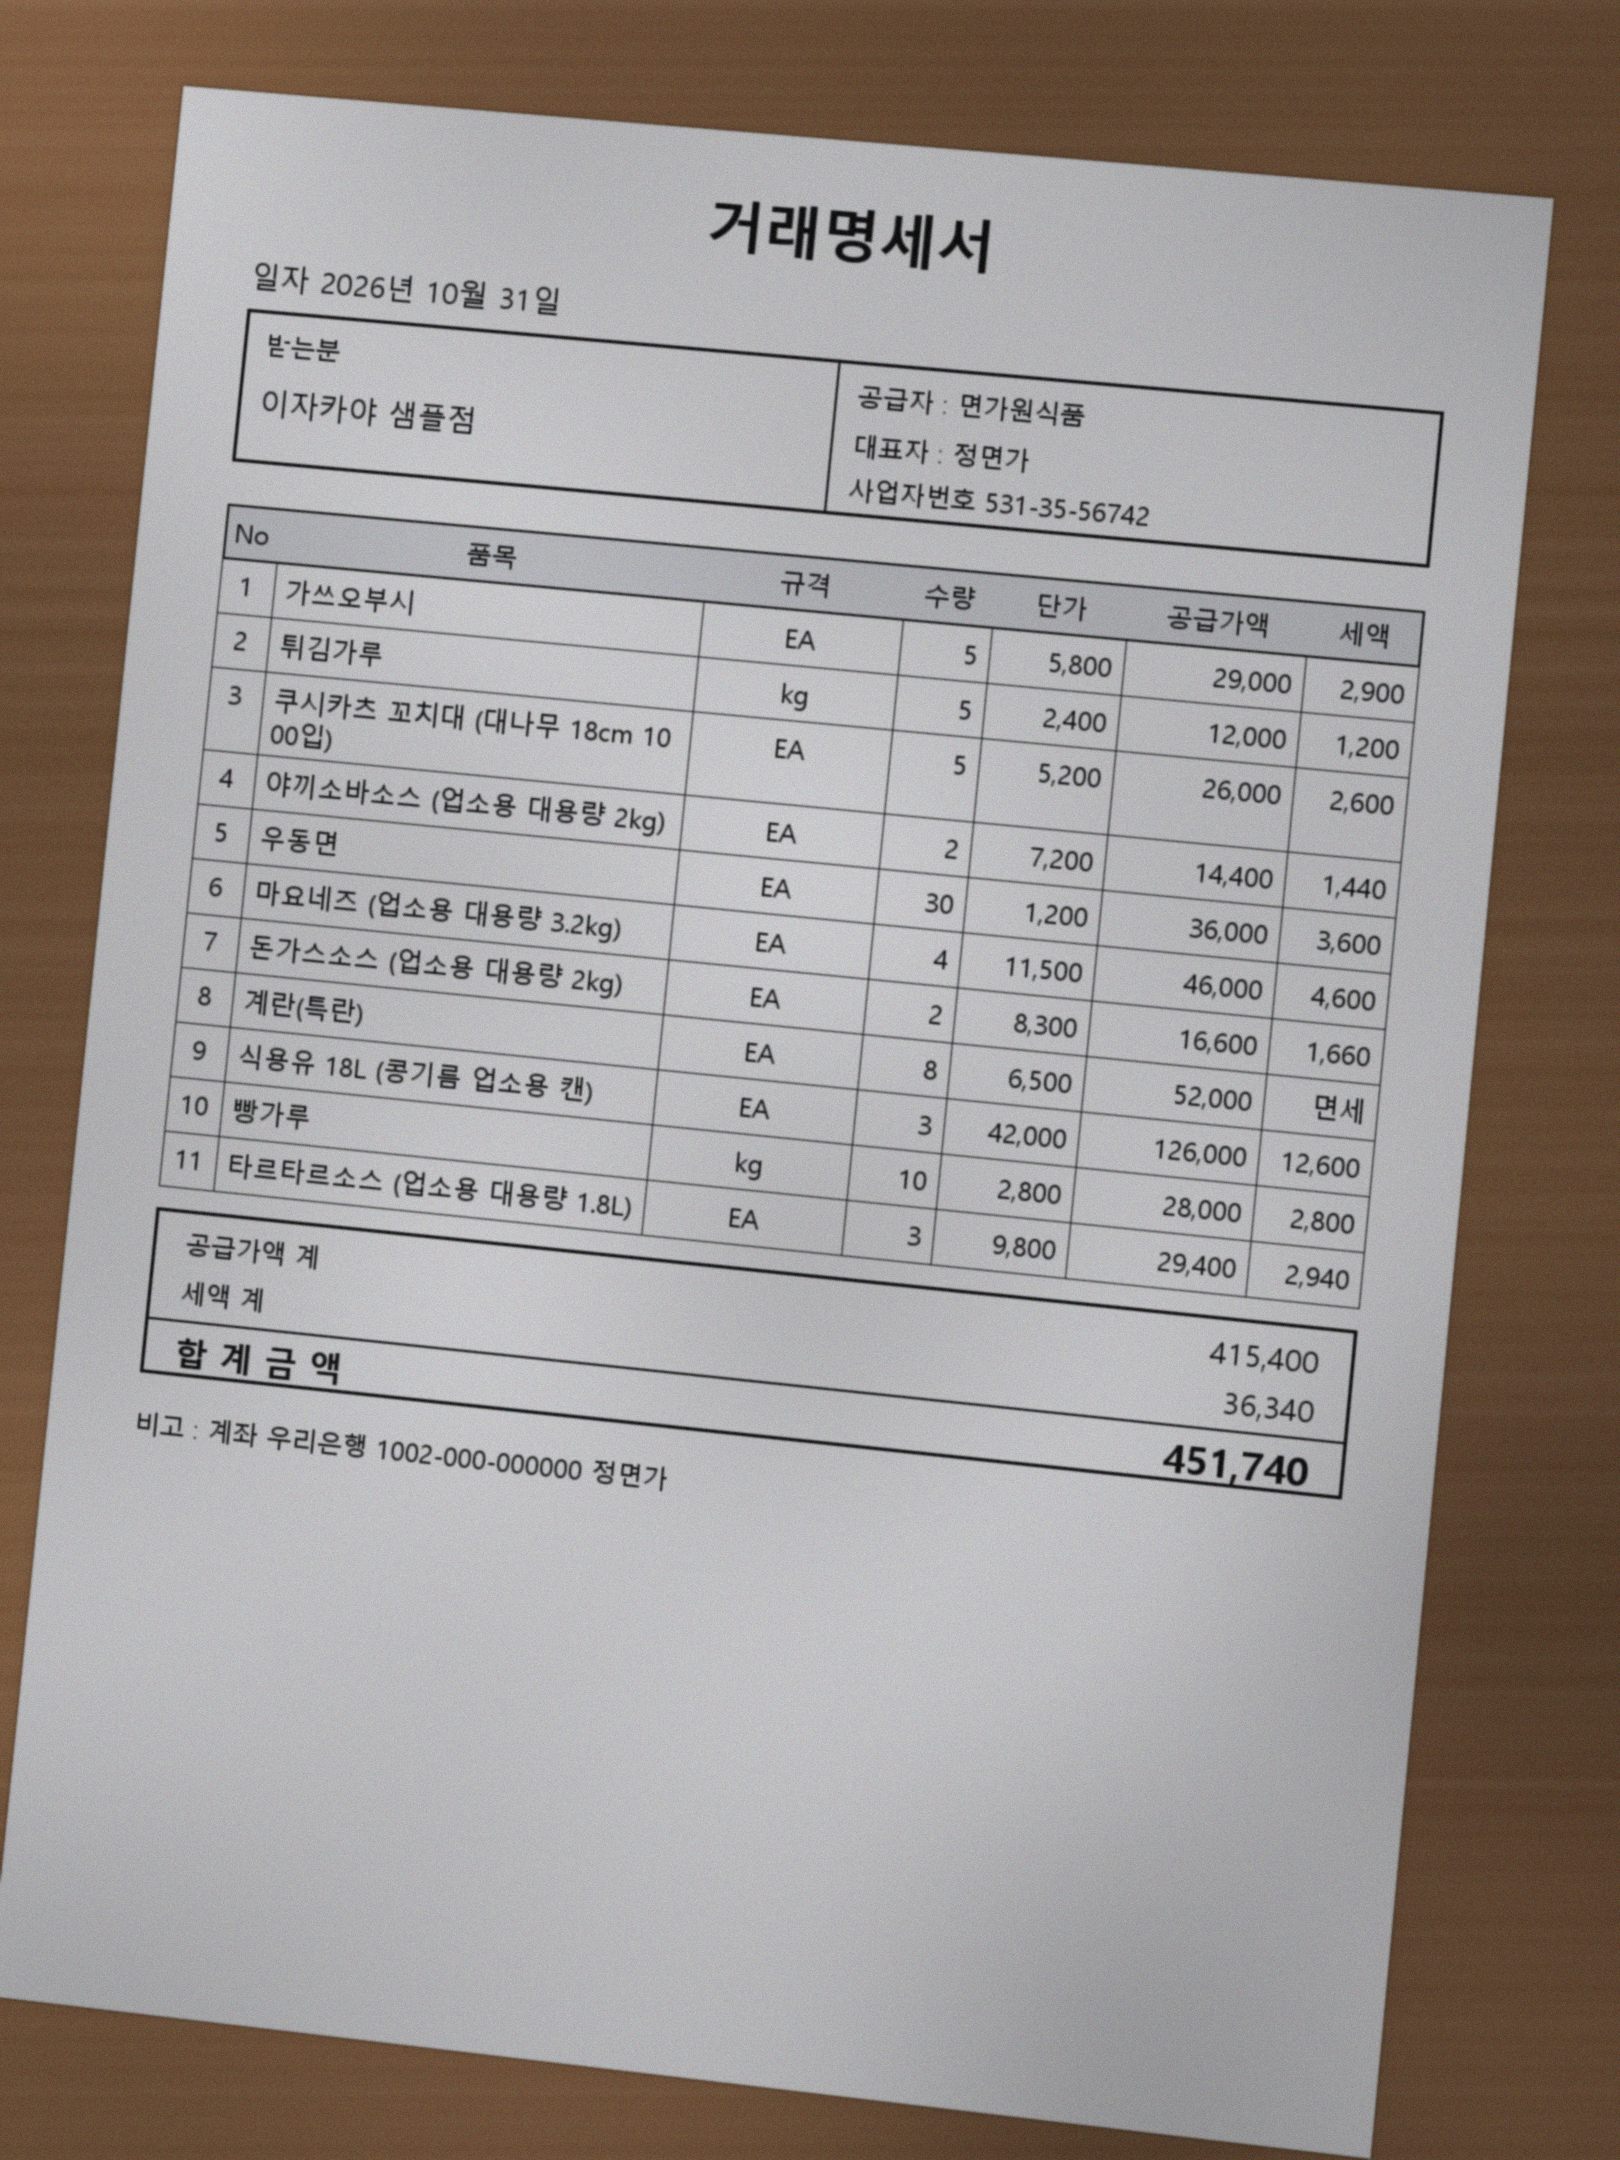 거래명세서
일자 2026년 10월 31일
받는분
이자카야 샘플점
공급자 : 면가원식품
대표자 : 정면가
사업자번호 531-35-56742
No 품목 규격 수량 단가 공급가액 세액
1 가쓰오부시 EA 5 5,800 29,000 2,900
2 튀김가루 kg 5 2,400 12,000 1,200
3 쿠시카츠 꼬치대 (대나무 18cm 10 EA 5 5,200 26,000 2,600
00입)
4 야끼소바소스 (업소용 대용량 2kg) EA 2 7,200 14,400 1,440
5 우동면 EA 30 1,200 36,000 3,600
6 마요네즈 (업소용 대용량 3.2kg) EA 4 11,500 46,000 4,600
7 돈가스소스 (업소용 대용량 2kg) EA 2 8,300 16,600 1,660
8 계란(특란) EA 8 6,500 52,000 면세
9 식용유 18L (콩기름 업소용 캔) EA 3 42,000 126,000 12,600
10 빵가루 kg 10 2,800 28,000 2,800
11 타르타르소스 (업소용 대용량 1.8L) EA 3 9,800 29,400 2,940
공급가액 계 415,400
세액 계 36,340
합 계 금 액 451,740
비고 : 계좌 우리은행 1002-000-000000 정면가